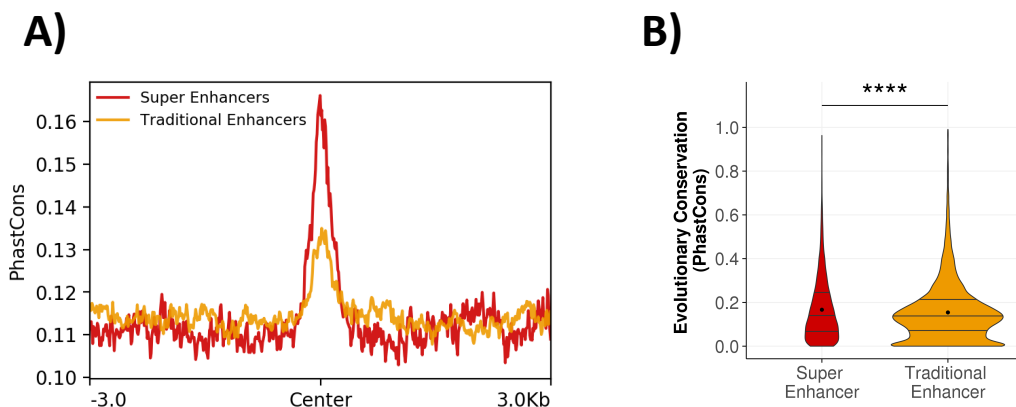 A)
Super Enhancers
Traditional Enhancers
PhastCons
0.16
0.15
0.14
0.13
0.12
0.11
0.10
-3.0
Center
3.0Kb
B)
****
Evolutionary Conservation
(PhastCons)
1.0
0.8
0.6
0.4
0.2
0.0
Super
Enhancer
Traditional
Enhancer